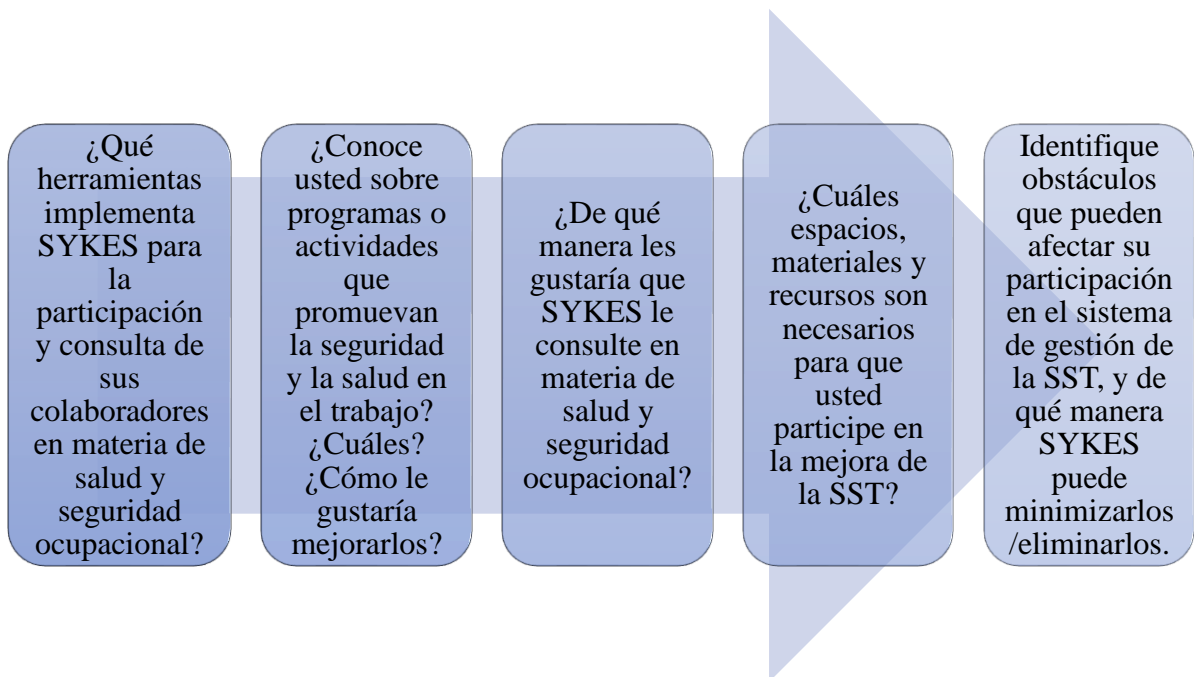 ¿Qué
herramientas
implementa
SYKES para
la
participación
y consulta de
sus
colaboradores
en materia de
salud y
seguridad
ocupacional?
¿Conoce
usted sobre
programas o
actividades
que
promuevan
la seguridad
y la salud en
el trabajo?
¿Cuáles?
¿Cómo le
gustaría
mejorarlos?
¿De qué
manera les
gustaría que
SYKES le
consulte en
materia de
salud y
seguridad
ocupacional?
¿Cuáles
espacios,
materiales y
recursos son
necesarios
para que
usted
participe en
la mejora de
la SST?
Identifique
obstáculos
que pueden
afectar su
participación
en el sistema
de gestión de
la SST, y de
qué manera
SYKES
puede
minimizarlos
/eliminarlos.